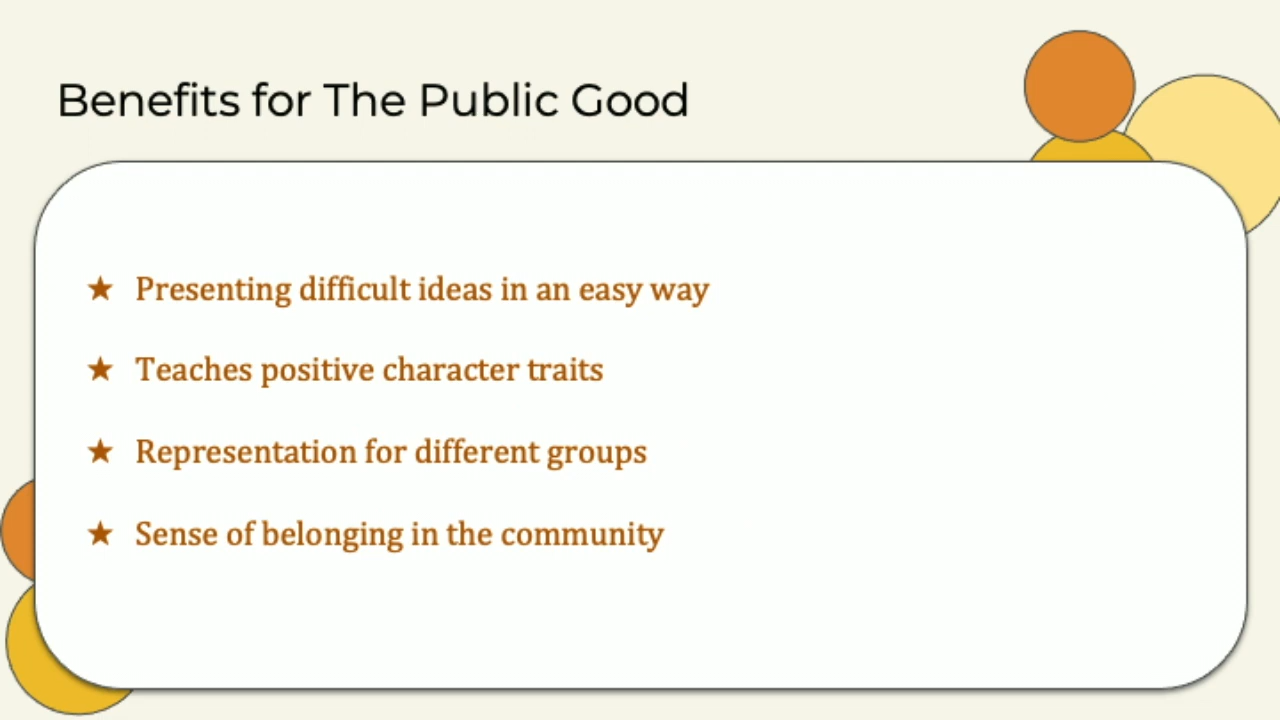 Benefits for The Public Good
★ Presenting difficult ideas in an easy way
★ Teaches positive character traits
★ Representation for different groups
★ Sense of belonging in the community